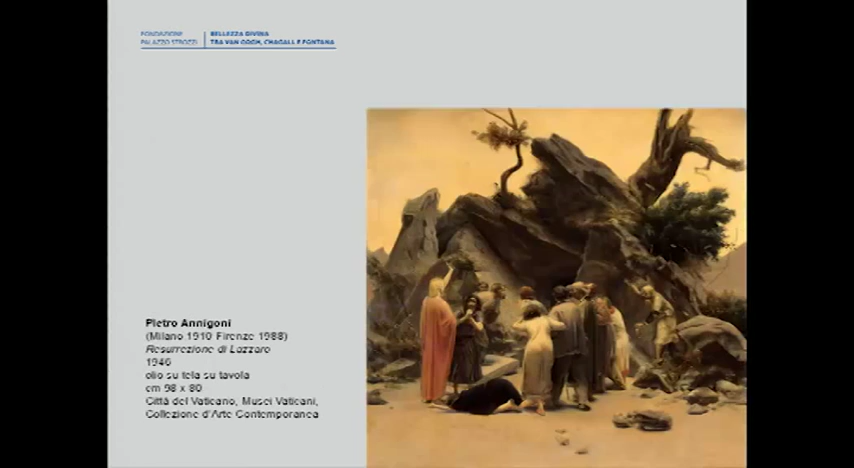 FONDAZIONE
PALAZZO STROZZI
BELLEZZA DIVINA
TRA VAN GOGH, CHAGALL E FONTANA
Pietro Annigoni
(Milano 1910 Firenze 1988)
Resurrezione di Lazzaro
1946
olio su tela su tavola
cm 98 x 80
Città del Vaticano, Musei Vaticani,
Collezione d'Arte Contemporanea